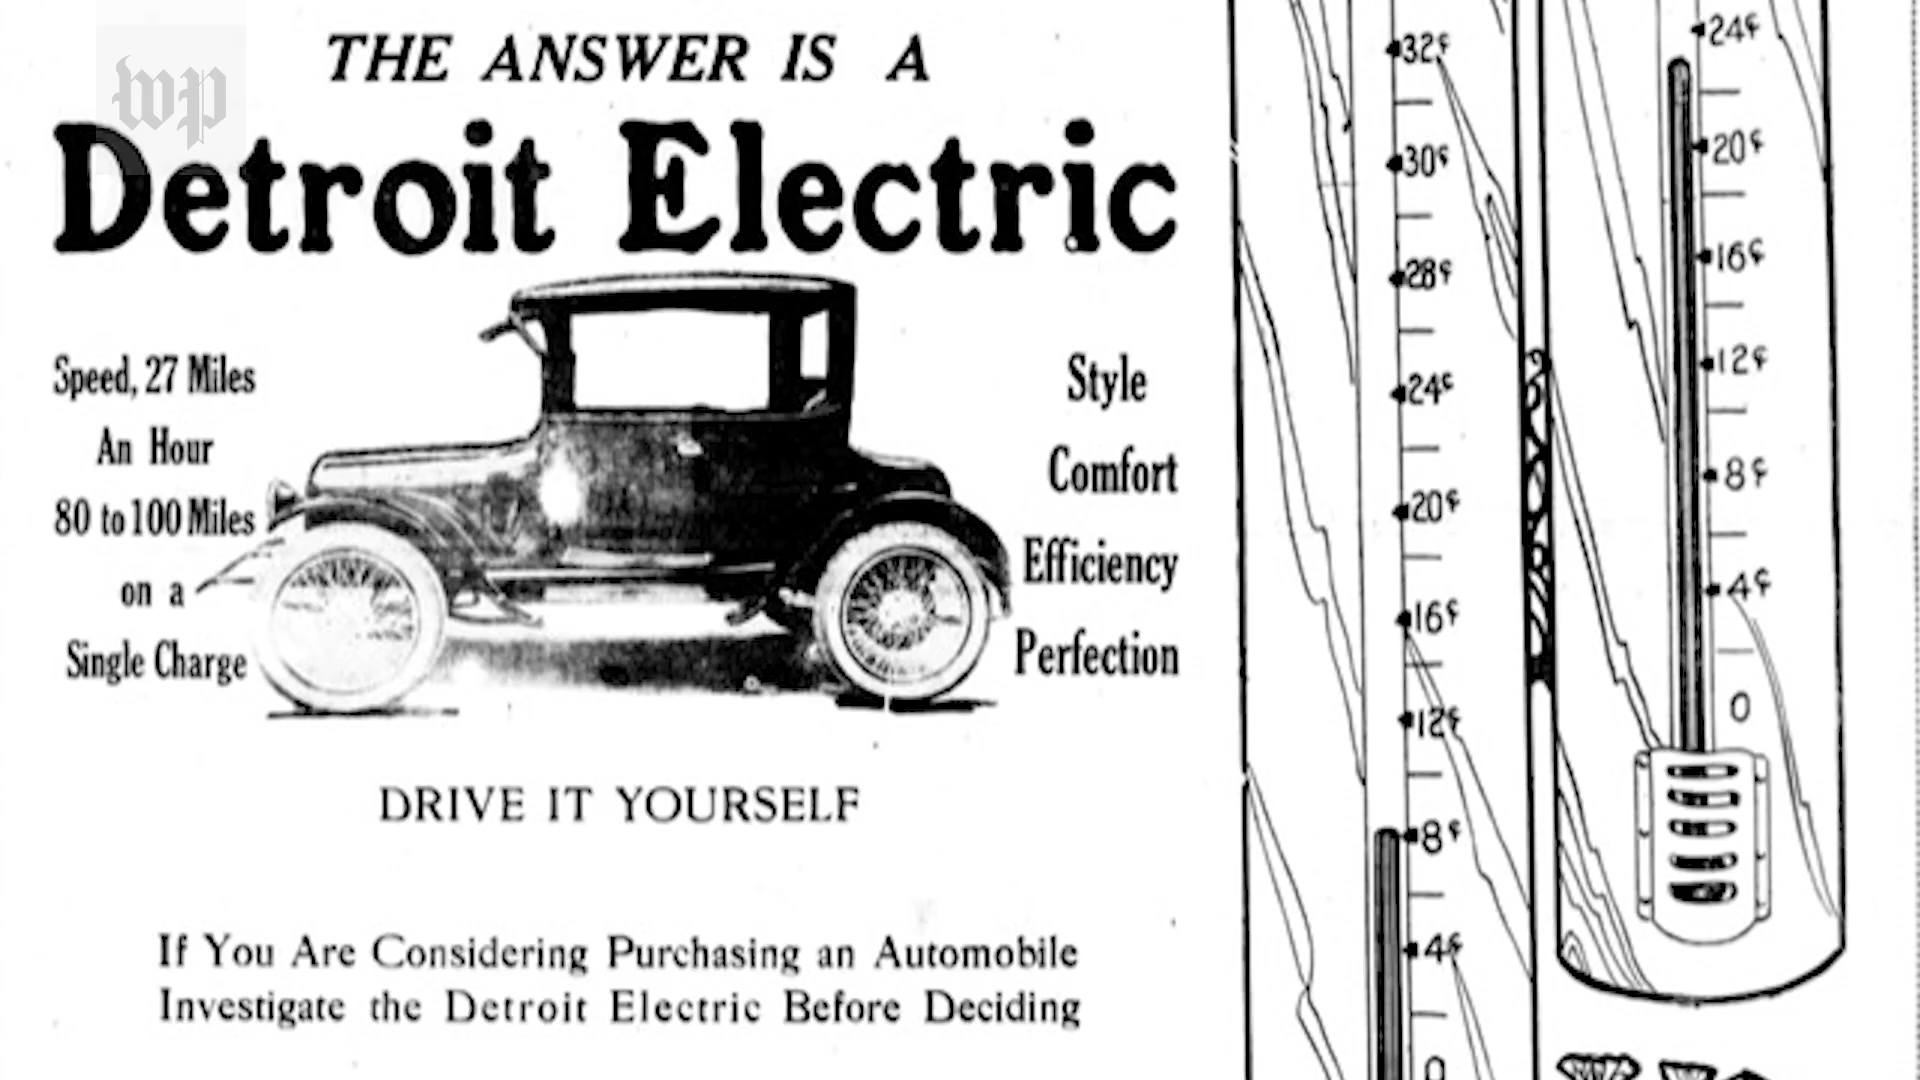 wp
THE ANSWER IS A
Detroit Electric
Speed, 27 Miles
An Hour
80 to 100 Miles
on a
Single Charge
Style
Comfort
Efficiency
Perfection
DRIVE IT YOURSELF
If You Are Considering Purchasing an Automobile
Investigate the Detroit Electric Before Deciding
32¢
30¢
28¢
24¢
20¢
16¢
12¢
8¢
4¢
0
24¢
20¢
16¢
12¢
8¢
4¢
0